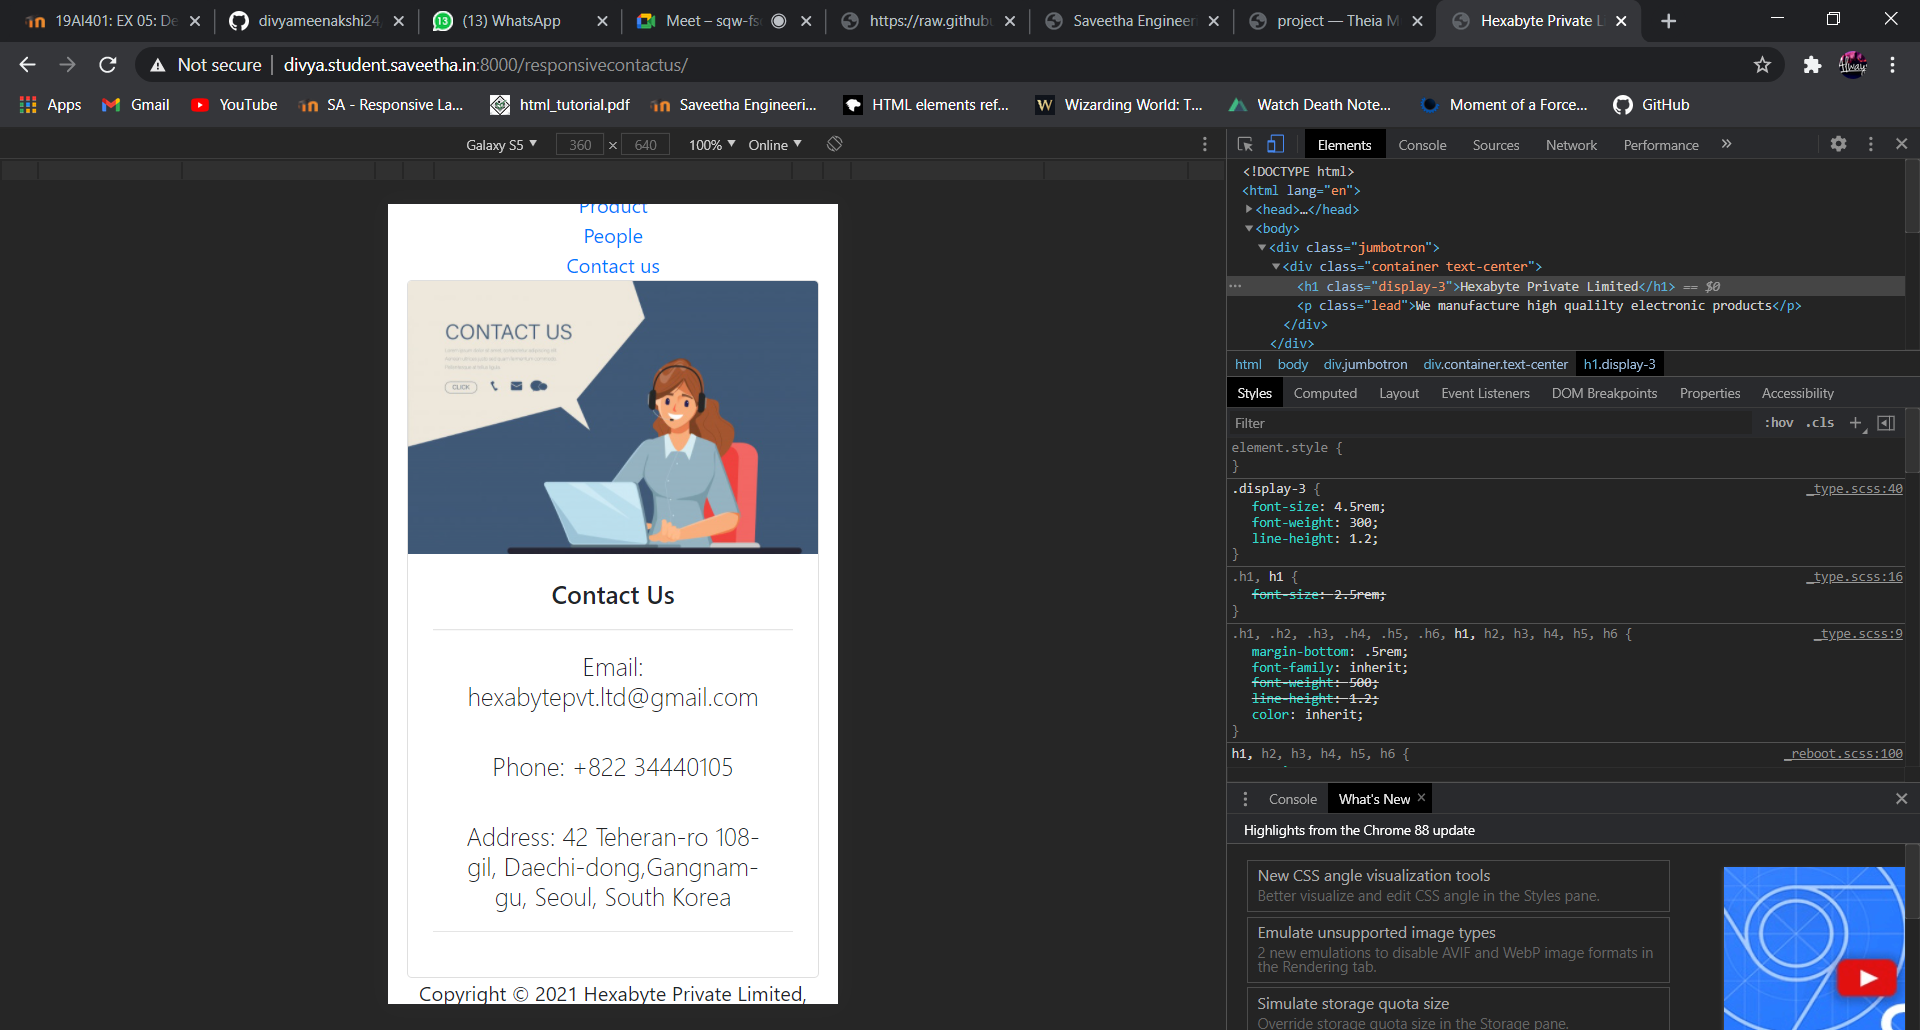 19AI401: EX 05: De
divyameenakshi24
(13) WhatsApp
Meet – sqw-fs
https://raw.github
Saveetha Engineer
project — Theia M
Hexabyte Private L
Not secure
divya.student.saveetha.in:8000/responsivecontactus/
Apps
Gmail
YouTube
SA - Responsive La...
html_tutorial.pdf
Saveetha Engineeri...
HTML elements ref...
Wizarding World: T...
Watch Death Note...
Moment of a Force...
GitHub
Galaxy S5
360 × 640
100%
Online
Product
People
Contact us
CONTACT US
CLICK
Contact Us
Email:
hexabytepvt.ltd@gmail.com
Phone: +822 34440105
Address: 42 Teheran-ro 108-
gil, Daechi-dong,Gangnam-
gu, Seoul, South Korea
Copyright © 2021 Hexabyte Private Limited,
Elements Console Sources Network Performance »
<!DOCTYPE html>
<html lang="en">
<head>…</head>
<body>
<div class="jumbotron">
<div class="container text-center">
<h1 class="display-3">Hexabyte Private Limited</h1> == $0
<p class="lead">We manufacture high qualilty electronic products</p>
</div>
</div>
html body div.jumbotron div.container.text-center h1.display-3
Styles Computed Layout Event Listeners DOM Breakpoints Properties Accessibility
Filter :hov .cls +
element.style {
}
.display-3 { _type.scss:40
font-size: 4.5rem;
font-weight: 300;
line-height: 1.2;
}
.h1, h1 { _type.scss:16
font-size: 2.5rem;
}
.h1, .h2, .h3, .h4, .h5, .h6, h1, h2, h3, h4, h5, h6 { _type.scss:9
margin-bottom: .5rem;
font-family: inherit;
font-weight: 500;
line-height: 1.2;
color: inherit;
}
h1, h2, h3, h4, h5, h6 { _reboot.scss:100
Console What's New
Highlights from the Chrome 88 update
New CSS angle visualization tools
Better visualize and edit CSS angle in the Styles pane.
Emulate unsupported image types
2 new emulations to disable AVIF and WebP image formats in
the Rendering tab.
Simulate storage quota size
Override storage quota size in the Storage pane.